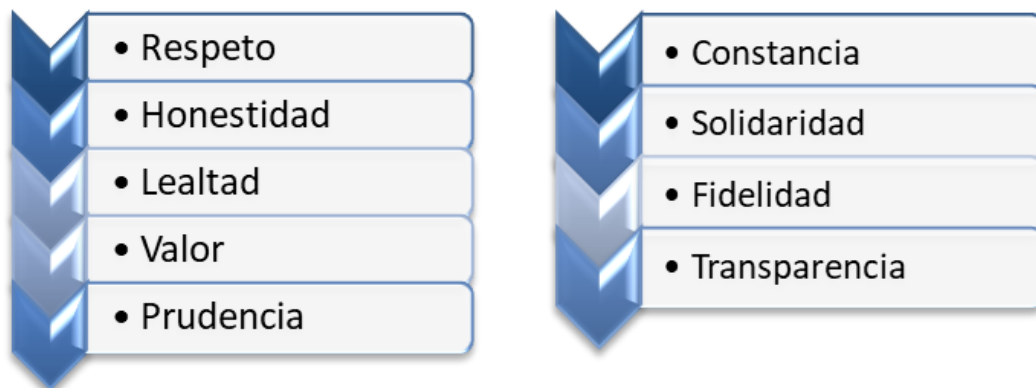 • Respeto
• Honestidad
• Lealtad
• Valor
• Prudencia
• Constancia
• Solidaridad
• Fidelidad
• Transparencia